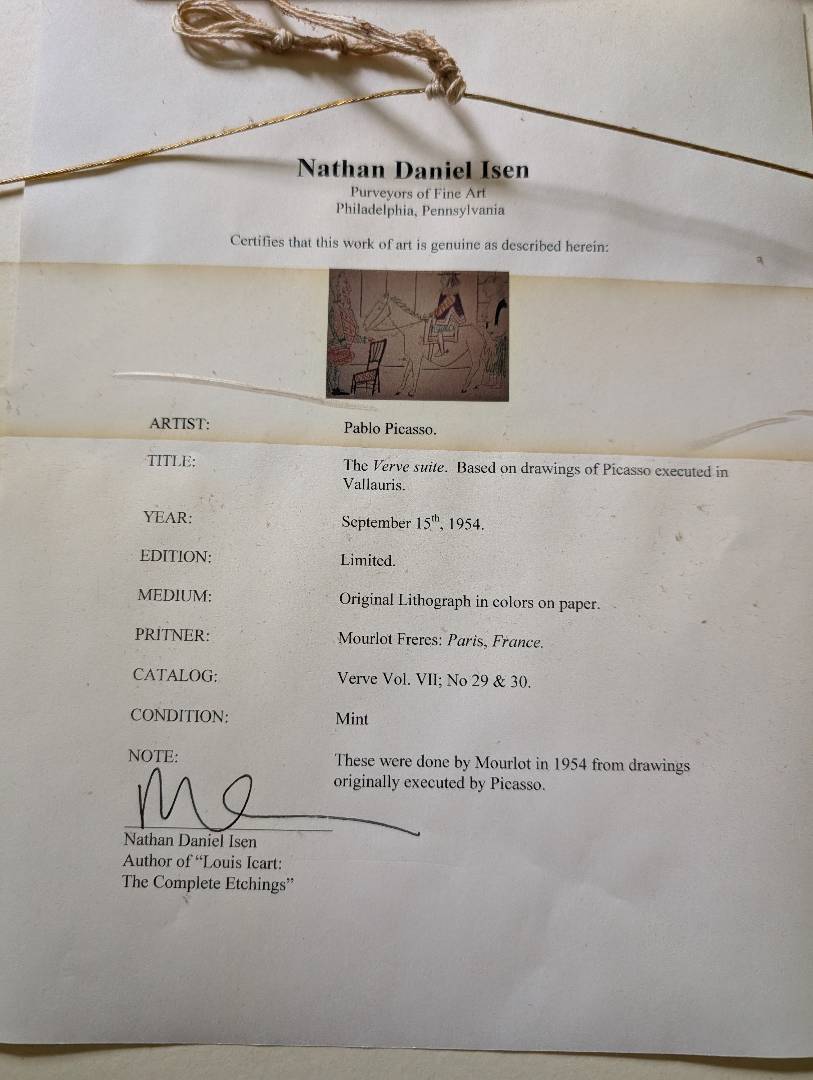 Nathan Daniel Isen
Purveyors of Fine Art
Philadelphia, Pennsylvania
Certifies that this work of art is genuine as described herein:
ARTIST: Pablo Picasso.
TITLE: The Verve suite. Based on drawings of Picasso executed in
Vallauris.
YEAR: September 15th, 1954.
EDITION: Limited.
MEDIUM: Original Lithograph in colors on paper.
PRITNER: Mourlot Freres: Paris, France.
CATALOG: Verve Vol. VII; No 29 & 30.
CONDITION: Mint
NOTE: These were done by Mourlot in 1954 from drawings
originally executed by Picasso.
Nathan Daniel Isen
Author of “Louis Icart:
The Complete Etchings”